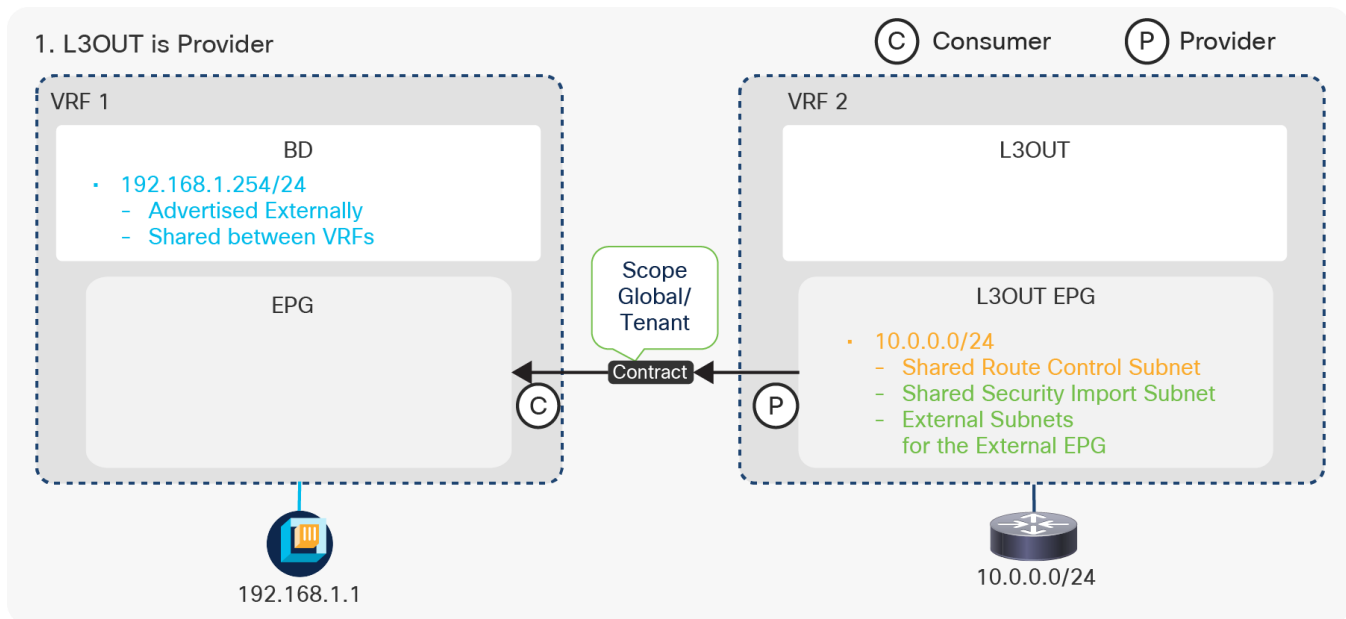 1. L3OUT is Provider
C Consumer
P Provider
VRF 1
BD
· 192.168.1.254/24
- Advertised Externally
- Shared between VRFs
EPG
Scope
Global/
Tenant
Contract
C
P
VRF 2
L3OUT
L3OUT EPG
· 10.0.0.0/24
- Shared Route Control Subnet
- Shared Security Import Subnet
- External Subnets
for the External EPG
192.168.1.1
10.0.0.0/24